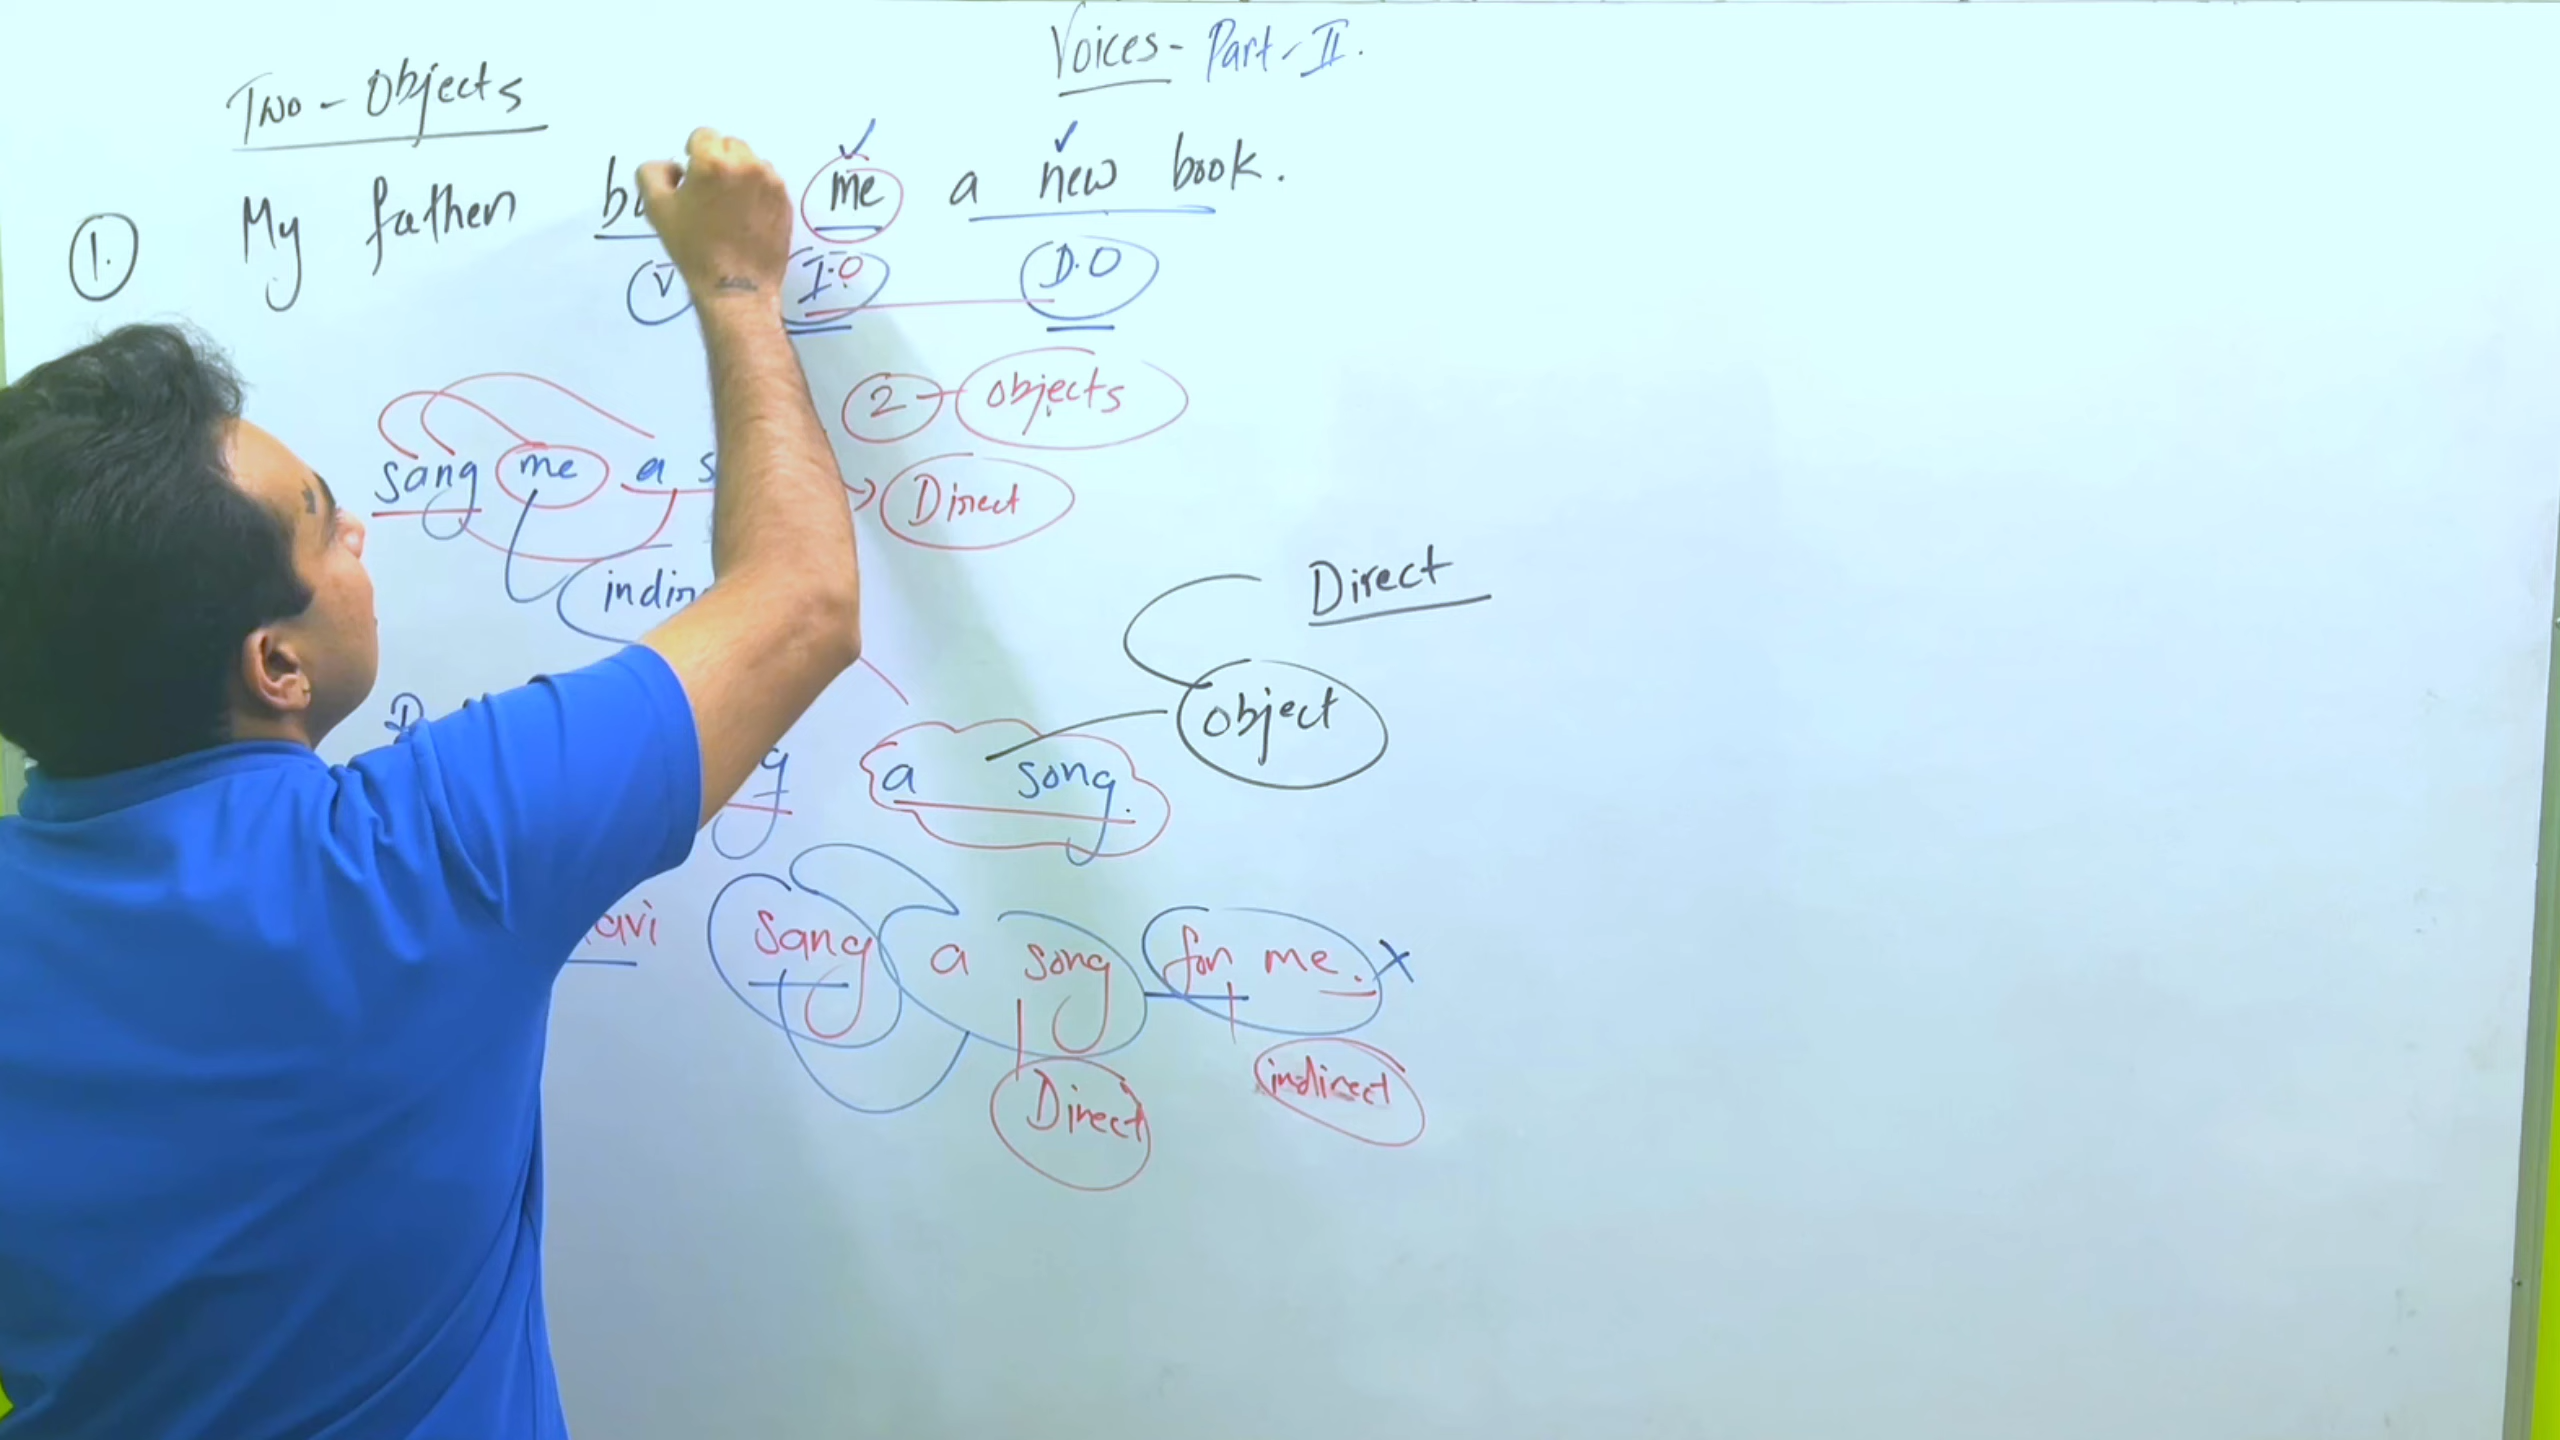 Voices - Part - II.
Two - Objects
1. My father me a new book.
V I.O D.O
2 objects
sang me a
Direct
Direct
object
a song.
sang a song for me. X
Direct indirect